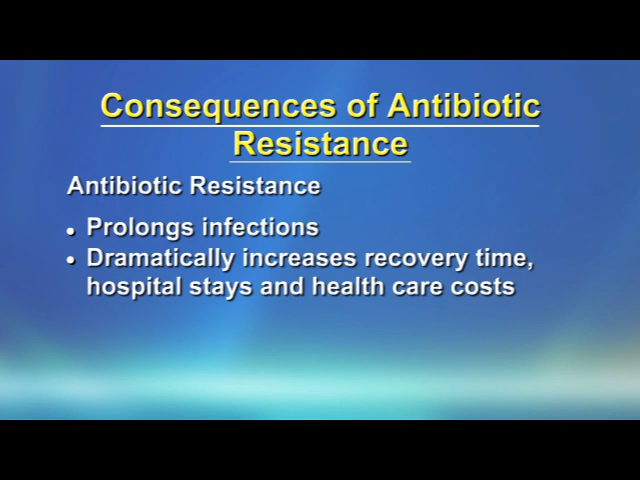 Consequences of Antibiotic
Resistance
Antibiotic Resistance
• Prolongs infections
• Dramatically increases recovery time,
hospital stays and health care costs